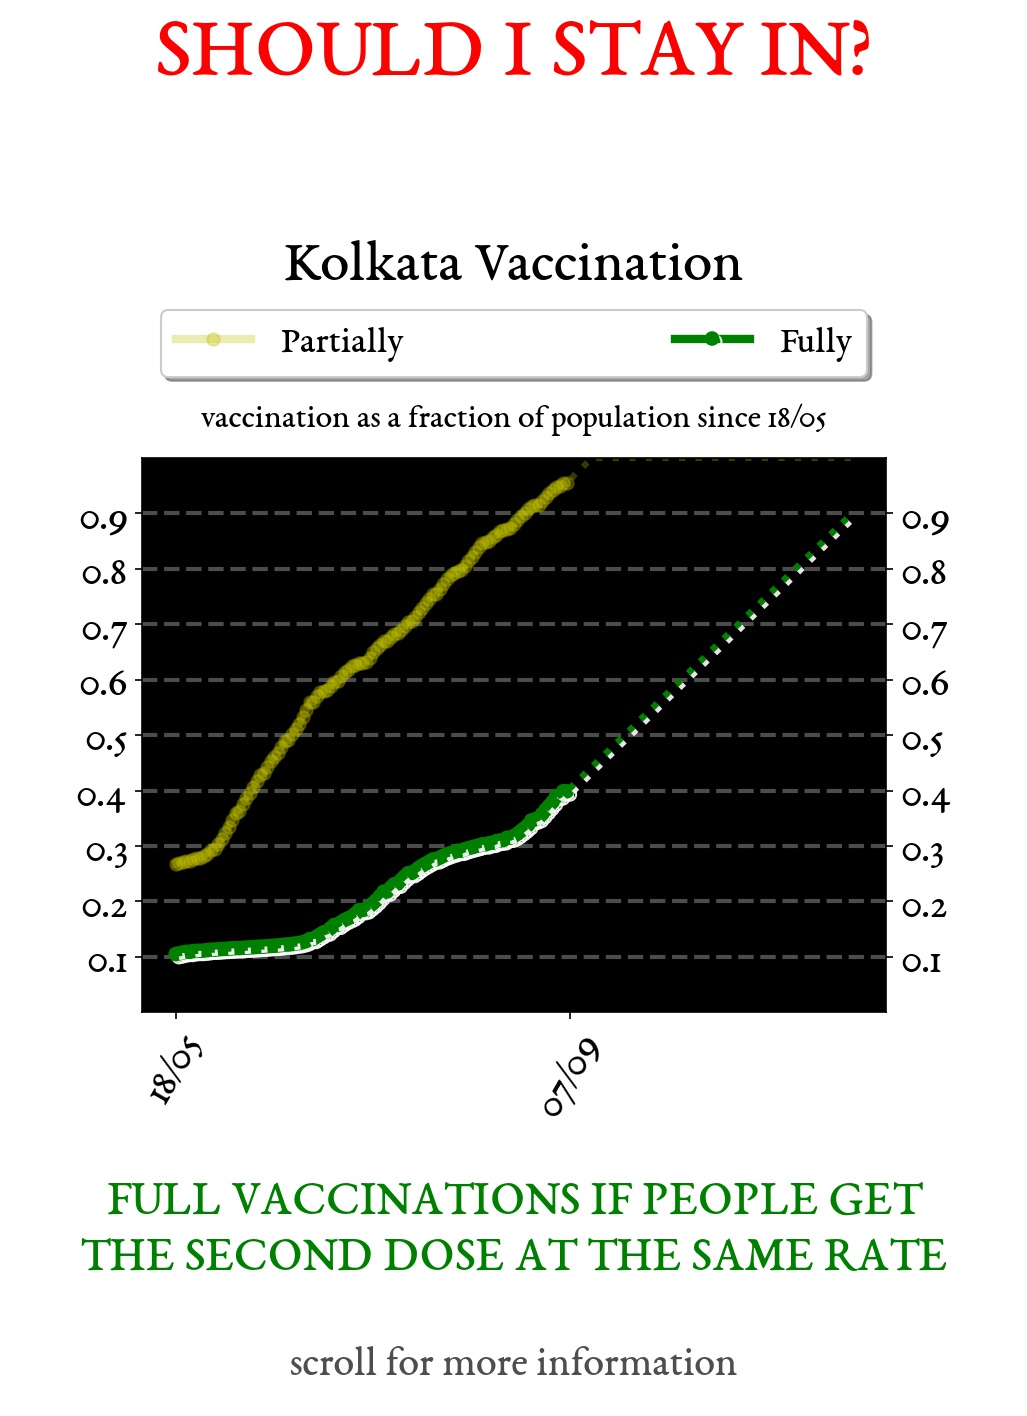 SHOULD I STAY IN?
Kolkata Vaccination
Partially Fully
vaccination as a fraction of population since 18/05
0.9 0.9
0.8 0.8
0.7 0.7
0.6 0.6
0.5 0.5
0.4 0.4
0.3 0.3
0.2 0.2
0.1 0.1
18/05 07/09
FULL VACCINATIONS IF PEOPLE GET
THE SECOND DOSE AT THE SAME RATE
scroll for more information